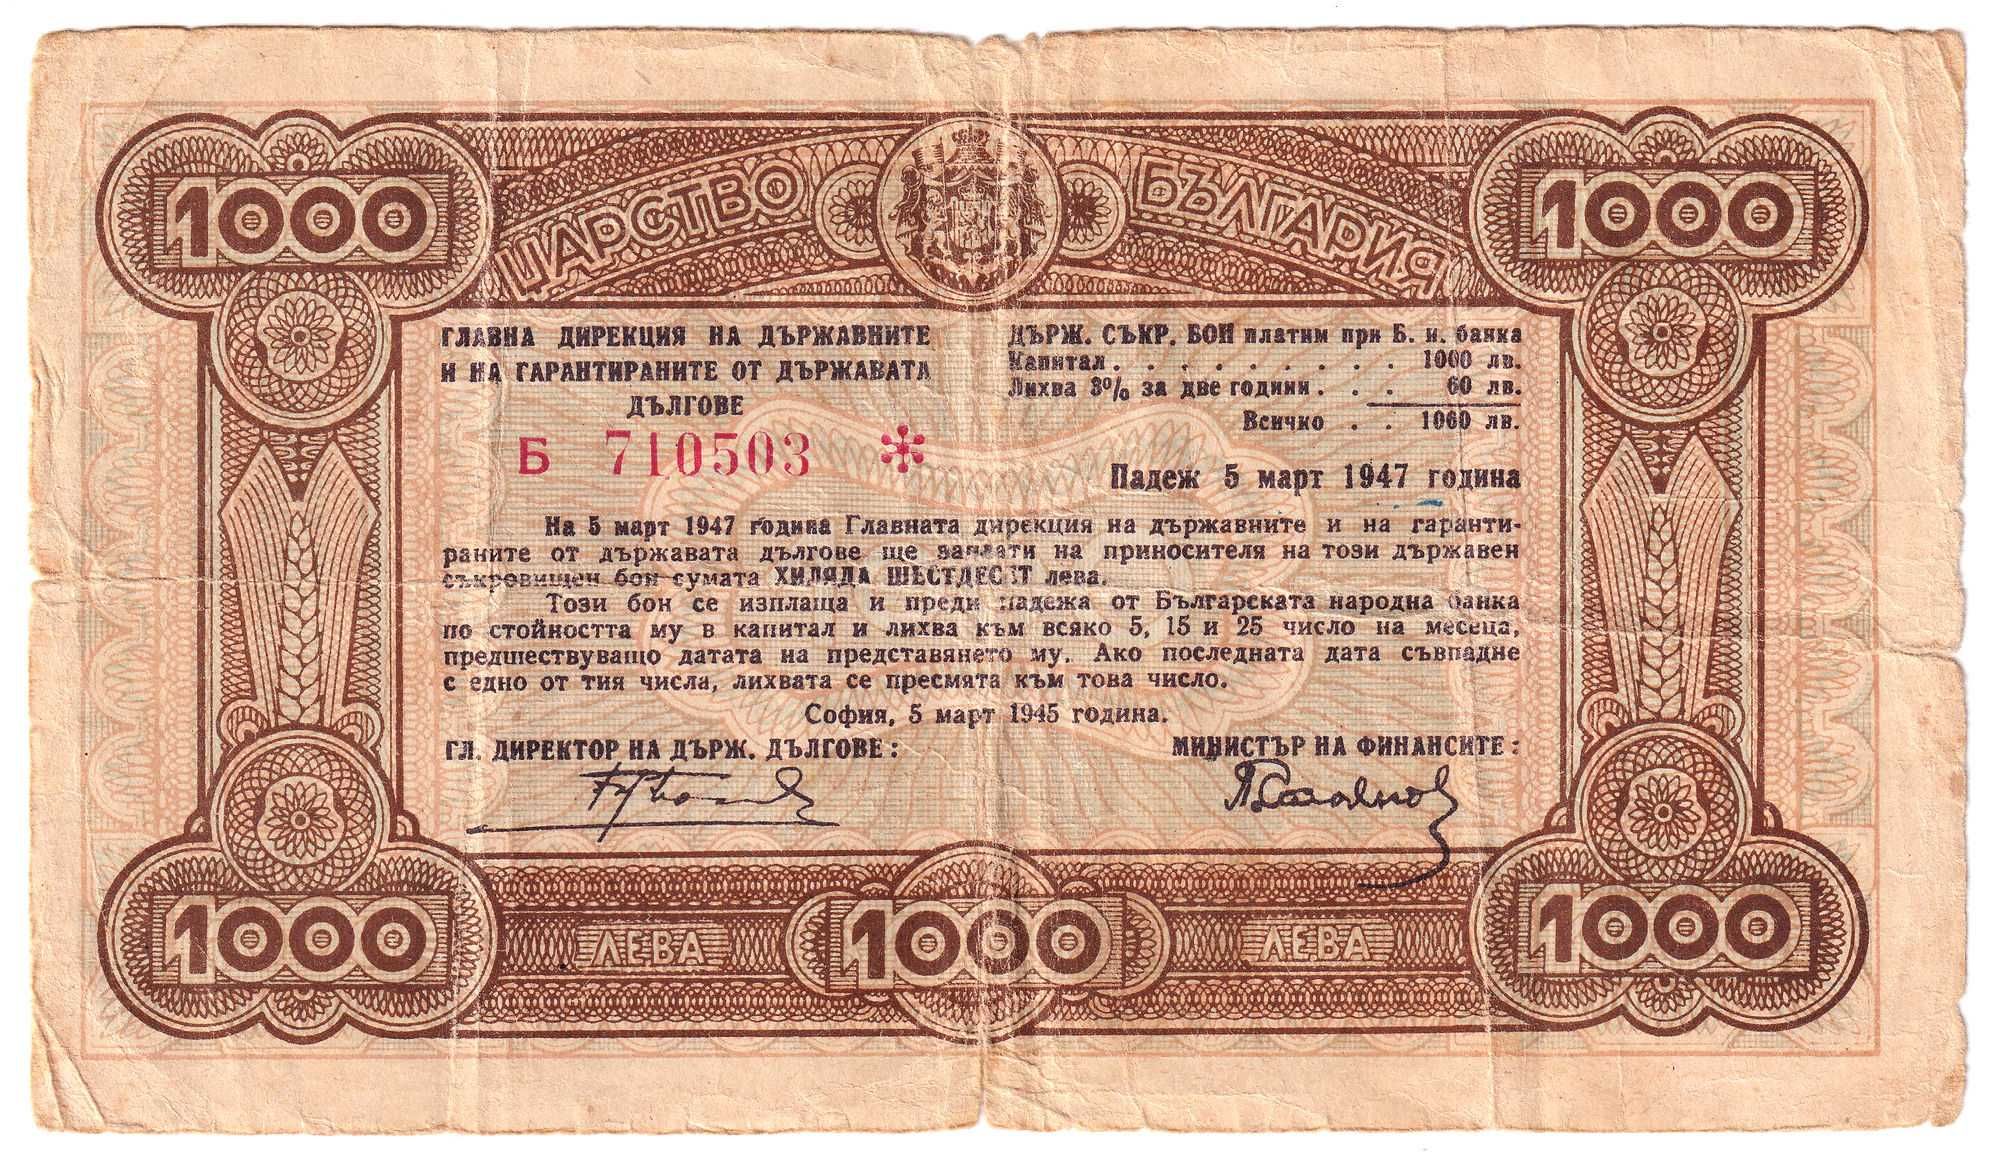 1000 ЦАРСТВО БЪЛГАРИЯ 1000
ГЛАВНА ДИРЕКЦИЯ НА ДЪРЖАВНИТЕ
И НА ГАРАНТИРАНИТЕ ОТ ДЪРЖАВАТА
ДЪЛГОВЕ
Б 710503 *
ДЪРЖ. СЪКР. БОН платим при Б. н. банка
Капитал. . . . . . . . . . 1000 лв.
Лихва 3% за две години . . . 60 лв.
Всичко . . 1060 лв.
Падеж 5 март 1947 година
На 5 март 1947 година Главната дирекция на държавните и на гаранти-
раните от държавата дългове ще заплати на приносителя на този държавен
съкровищен бон сумата ХИЛЯДА ШЕСТДЕСЕТ лева.
Този бон се изплаща и преди падежа от Българската народна банка
по стойността му в капитал и лихва към всяко 5, 15 и 25 число на месеца,
предшествуващо датата на представянето му. Ако последната дата съвпадне
с едно от тия числа, лихвата се пресмята към това число.
София, 5 март 1945 година.
ГЛ. ДИРЕКТОР НА ДЪРЖ. ДЪЛГОВЕ:
МИНИСТЪР НА ФИНАНСИТЕ:
1000 ЛЕВА 1000 ЛЕВА 1000